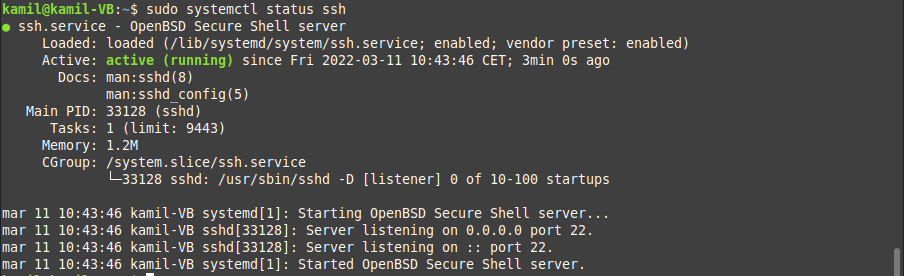 kamil@kamil-VB:~$ sudo systemctl status ssh
● ssh.service - OpenBSD Secure Shell server
     Loaded: loaded (/lib/systemd/system/ssh.service; enabled; vendor preset: enabled)
     Active: active (running) since Fri 2022-03-11 10:43:46 CET; 3min 0s ago
       Docs: man:sshd(8)
             man:sshd_config(5)
   Main PID: 33128 (sshd)
      Tasks: 1 (limit: 9443)
     Memory: 1.2M
     CGroup: /system.slice/ssh.service
             └─33128 sshd: /usr/sbin/sshd -D [listener] 0 of 10-100 startups

mar 11 10:43:46 kamil-VB systemd[1]: Starting OpenBSD Secure Shell server...
mar 11 10:43:46 kamil-VB sshd[33128]: Server listening on 0.0.0.0 port 22.
mar 11 10:43:46 kamil-VB sshd[33128]: Server listening on :: port 22.
mar 11 10:43:46 kamil-VB systemd[1]: Started OpenBSD Secure Shell server.